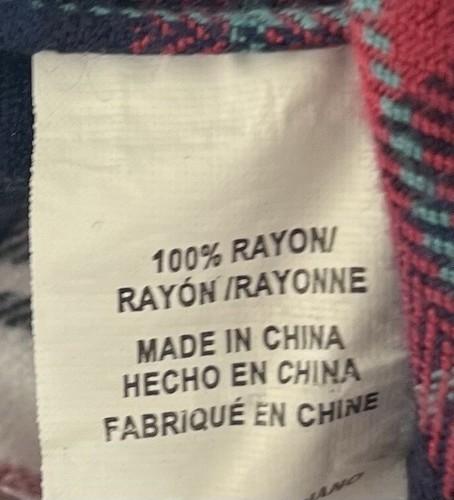 100% RAYON/
RAYÓN /RAYONNE
MADE IN CHINA
HECHO EN CHINA
FABRIQUÉ EN CHINE